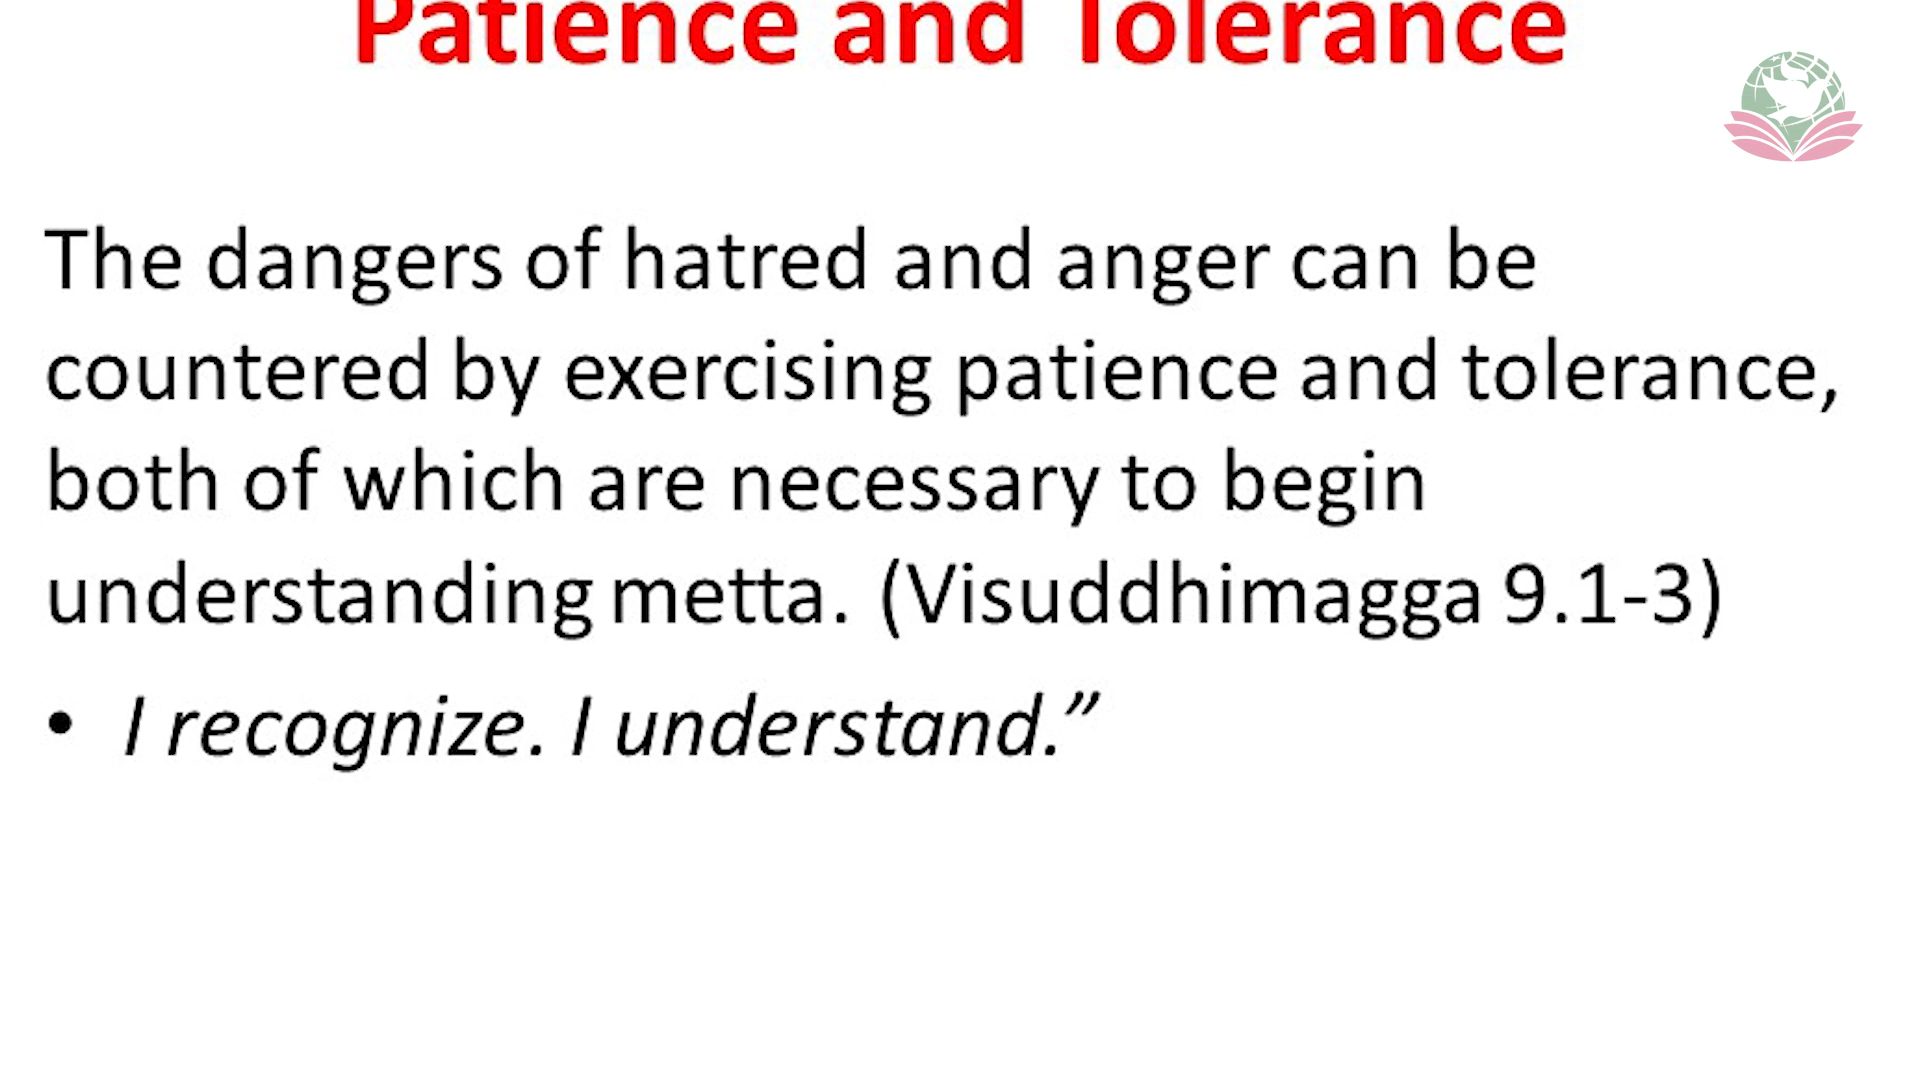 Patience and Tolerance
The dangers of hatred and anger can be
countered by exercising patience and tolerance,
both of which are necessary to begin
understanding metta. (Visuddhimagga 9.1-3)
• I recognize. I understand.”